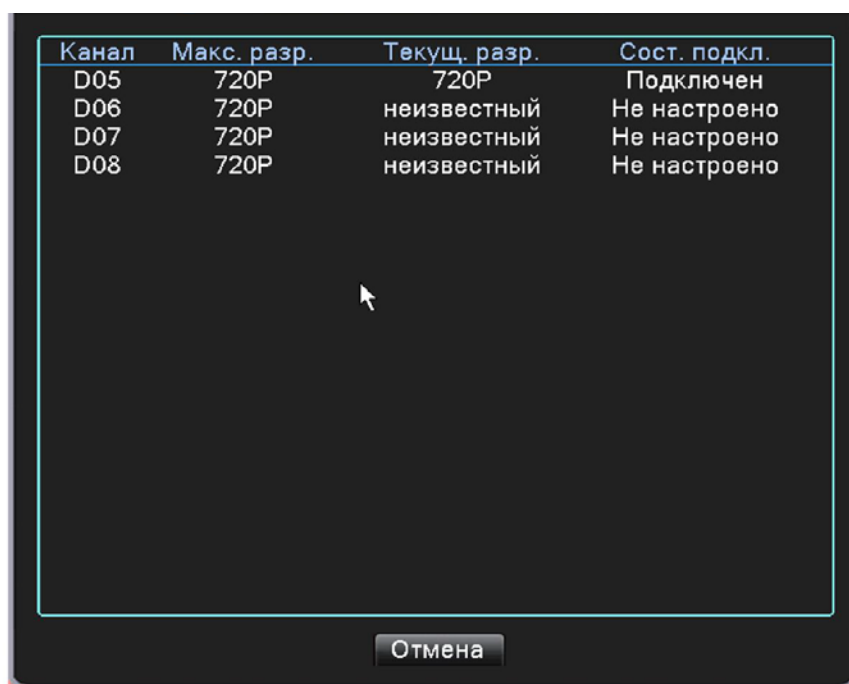 Канал Макс. разр. Текущ. разр. Сост. подкл.
D05 720P 720P Подключен
D06 720P неизвестный Не настроено
D07 720P неизвестный Не настроено
D08 720P неизвестный Не настроено
Отмена